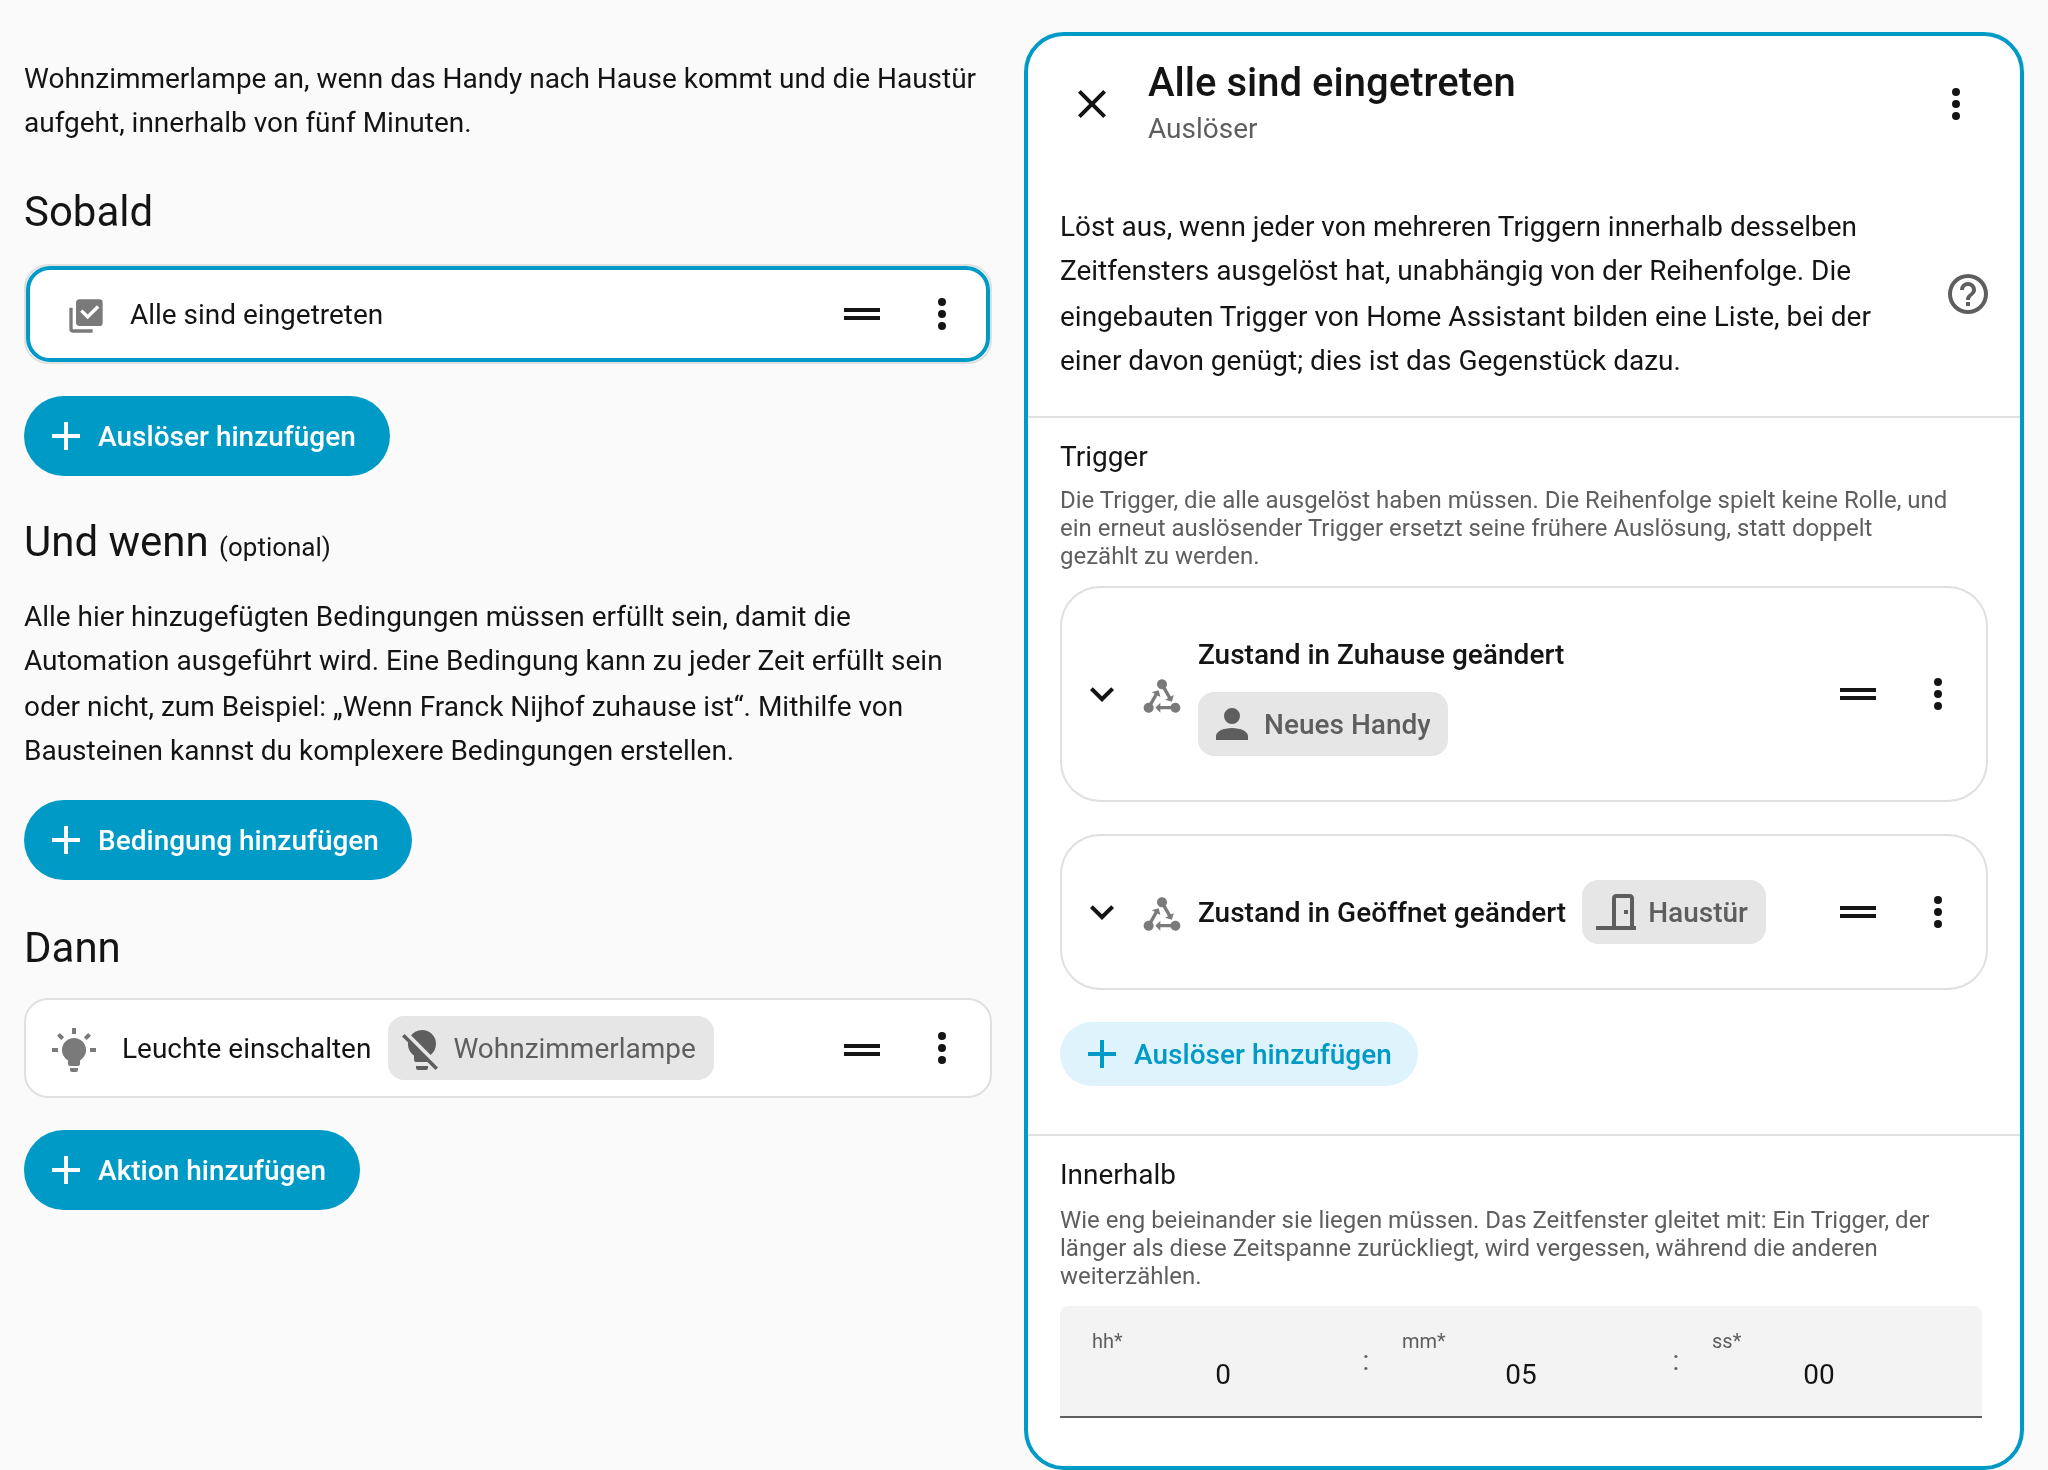 Wohnzimmerlampe an, wenn das Handy nach Hause kommt und die Haustür
aufgeht, innerhalb von fünf Minuten.
Sobald
Alle sind eingetreten
Auslöser hinzufügen
Und wenn (optional)
Alle hier hinzugefügten Bedingungen müssen erfüllt sein, damit die
Automation ausgeführt wird. Eine Bedingung kann zu jeder Zeit erfüllt sein
oder nicht, zum Beispiel: „Wenn Franck Nijhof zuhause ist“. Mithilfe von
Bausteinen kannst du komplexere Bedingungen erstellen.
Bedingung hinzufügen
Dann
Leuchte einschalten Wohnzimmerlampe
Aktion hinzufügen
Alle sind eingetreten
Auslöser
Löst aus, wenn jeder von mehreren Triggern innerhalb desselben
Zeitfensters ausgelöst hat, unabhängig von der Reihenfolge. Die
eingebauten Trigger von Home Assistant bilden eine Liste, bei der
einer davon genügt; dies ist das Gegenstück dazu.
Trigger
Die Trigger, die alle ausgelöst haben müssen. Die Reihenfolge spielt keine Rolle, und
ein erneut auslösender Trigger ersetzt seine frühere Auslösung, statt doppelt
gezählt zu werden.
Zustand in Zuhause geändert
Neues Handy
Zustand in Geöffnet geändert Haustür
Auslöser hinzufügen
Innerhalb
Wie eng beieinander sie liegen müssen. Das Zeitfenster gleitet mit: Ein Trigger, der
länger als diese Zeitspanne zurückliegt, wird vergessen, während die anderen
weiterzählen.
hh* mm* ss*
0 : 05 : 00